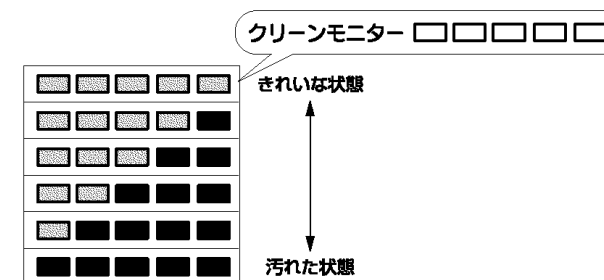 クリーンモニター
きれいな状態
汚れた状態